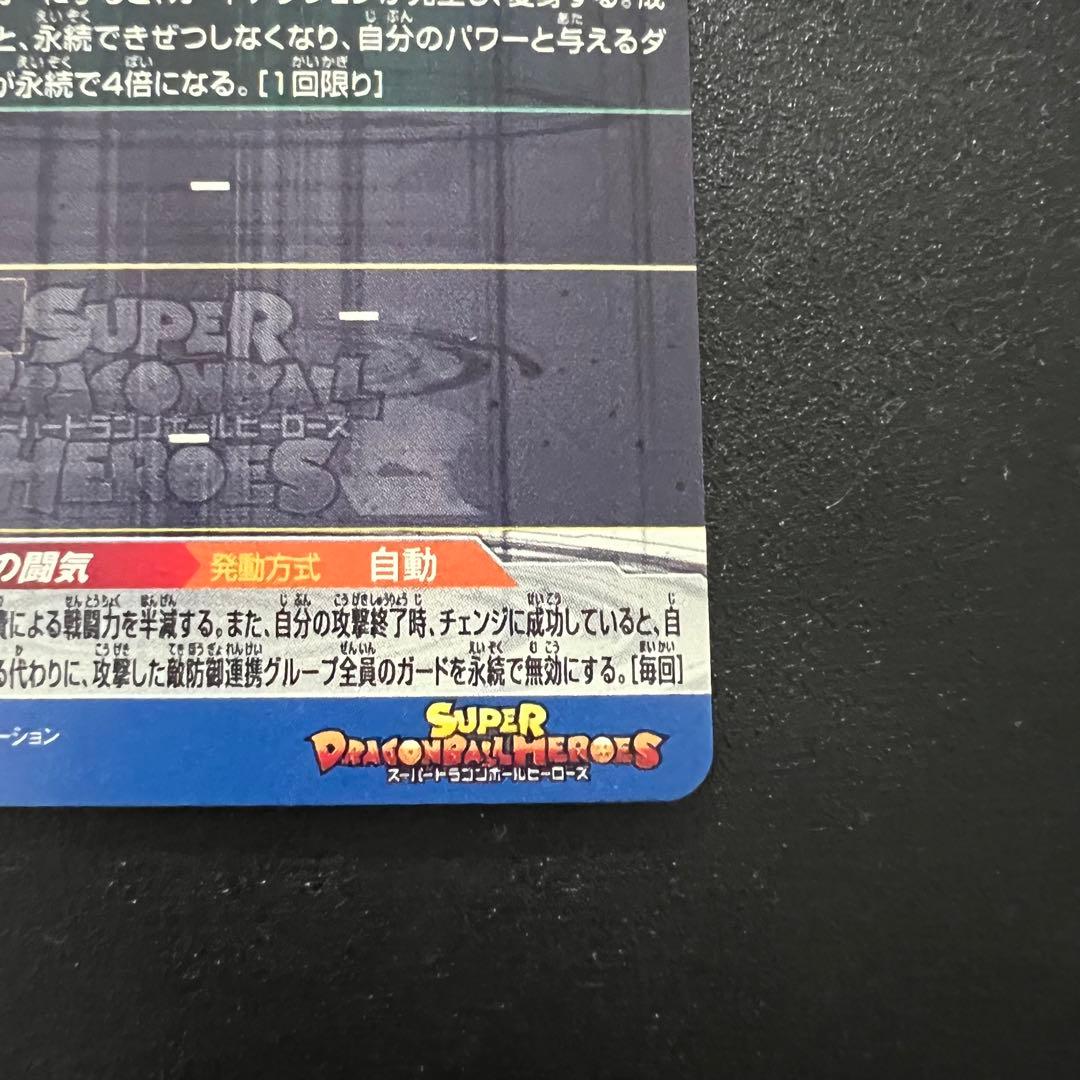 と、永続できぜつしなくなり、自分のパワーと与えるダ
が永続で4倍になる。[1回限り]
SUPER
DRAGONBALL
スーパードラゴンボールヒーローズ
HEROES
の闘気 発動方式 自動
による戦闘力を半減する。また、自分の攻撃終了時、チェンジに成功していると、自
る代わりに、攻撃した敵防御連携グループ全員のガードを永続で無効にする。[毎回]
ーション
SUPER
DRAGONBALL HEROES
スーパードラゴンボールヒーローズ